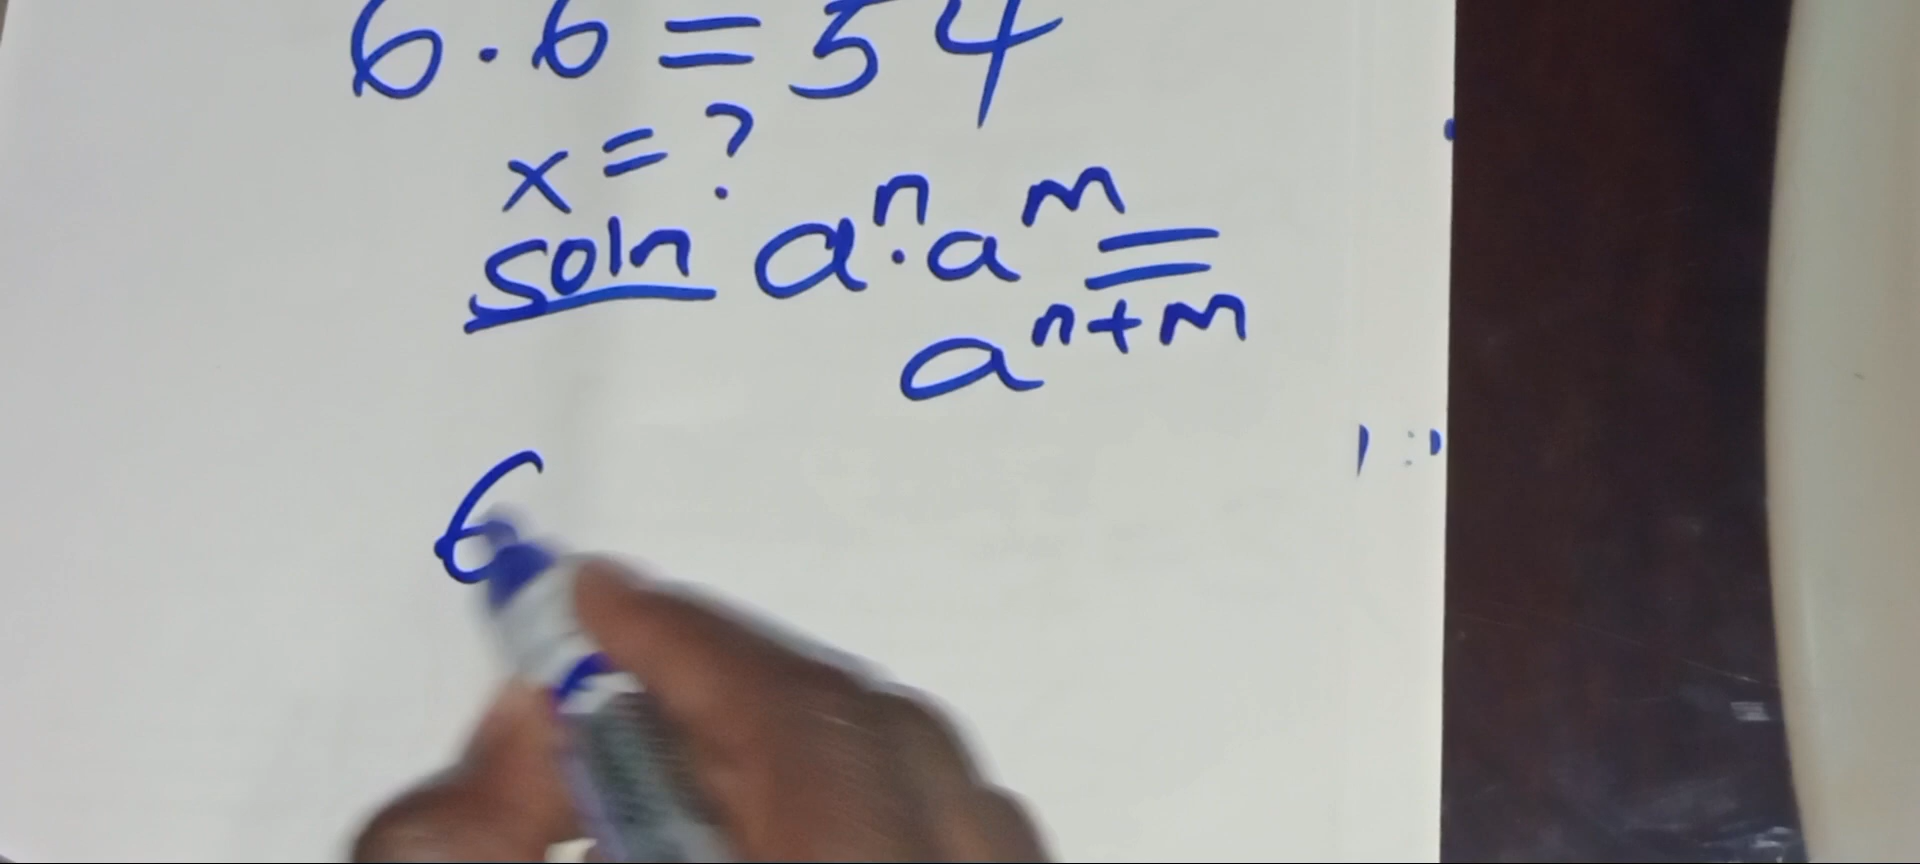 6 . 6 = 54
x = ?
soln aⁿ . aᵐ =
aⁿ⁺ᵐ
6